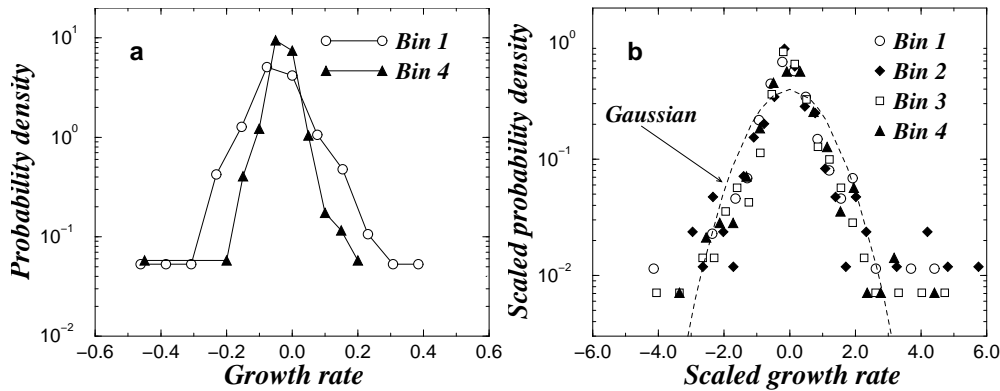 a
Bin 1
Bin 4
10^1
10^0
10^-1
10^-2
Probability density
−0.6 −0.4 −0.2 0.0 0.2 0.4 0.6
Growth rate
b
Bin 1
Bin 2
Bin 3
Bin 4
Gaussian
10^0
10^-1
10^-2
Scaled probability density
−6.0 −4.0 −2.0 0.0 2.0 4.0 6.0
Scaled growth rate